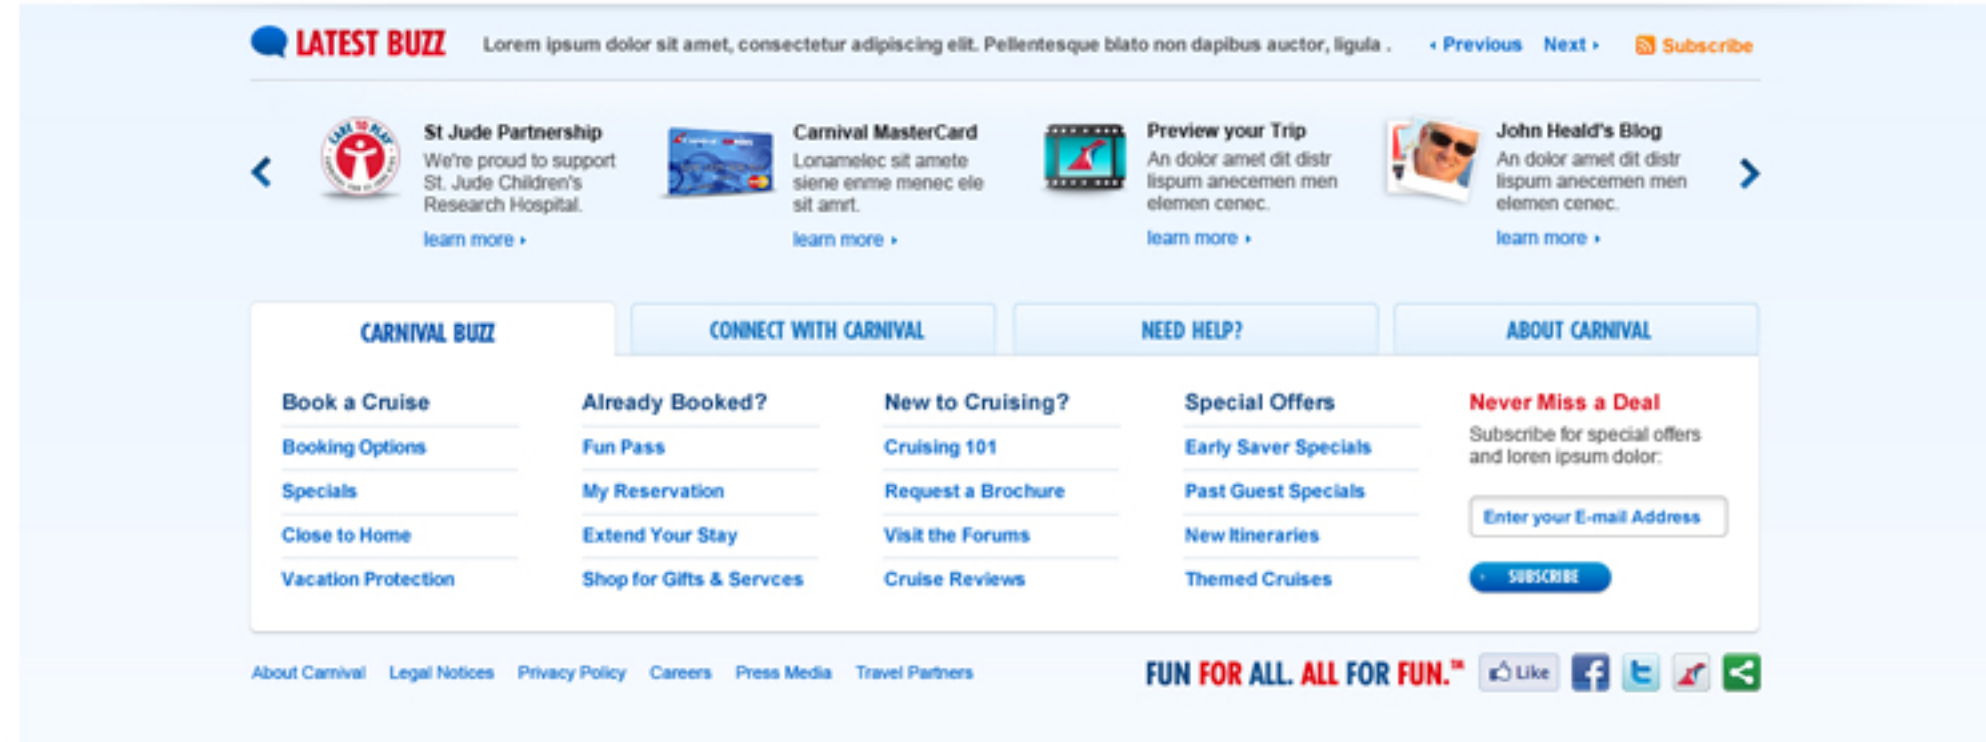 LATEST BUZZ
Lorem ipsum dolor sit amet, consectetur adipiscing elit. Pellentesque blato non dapibus auctor, ligula .
Previous Next
Subscribe
CARE TO PLAY
St Jude Partnership
We're proud to support
St. Jude Children's
Research Hospital.
learn more
Carnival MasterCard
Lonamelec sit amete
siene enme menec ele
sit amrt.
learn more
Preview your Trip
An dolor amet dit distr
lispum anecemen men
elemen cenec.
learn more
John Heald's Blog
An dolor amet dit distr
lispum anecemen men
elemen cenec.
learn more
CARNIVAL BUZZ
CONNECT WITH CARNIVAL
NEED HELP?
ABOUT CARNIVAL
Book a Cruise
Booking Options
Specials
Close to Home
Vacation Protection
Already Booked?
Fun Pass
My Reservation
Extend Your Stay
Shop for Gifts & Servces
New to Cruising?
Cruising 101
Request a Brochure
Visit the Forums
Cruise Reviews
Special Offers
Early Saver Specials
Past Guest Specials
New Itineraries
Themed Cruises
Never Miss a Deal
Subscribe for special offers
and loren ipsum dolor:
Enter your E-mail Address
SUBSCRIBE
About Carnival Legal Notices Privacy Policy Careers Press Media Travel Partners
FUN FOR ALL. ALL FOR FUN.™
Like